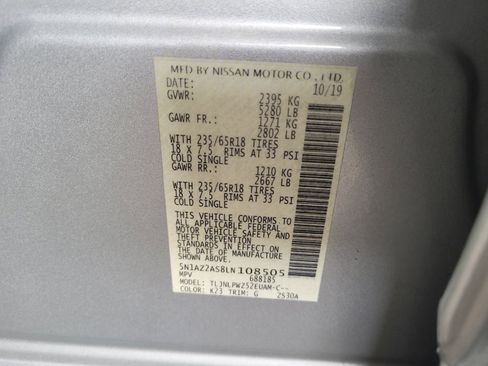 MFD BY NISSAN MOTOR CO., LTD.
DATE: 10/19
GVWR: 2395 KG
5280 LB
GAWR FR.: 1271 KG
2802 LB
WITH 235/65R18 TIRES
18 X 7.5 RIMS AT 33 PSI
COLD SINGLE
GAWR RR.: 1210 KG
2667 LB
WITH 235/65R18 TIRES
18 X 7.5 RIMS AT 33 PSI
COLD SINGLE
THIS VEHICLE CONFORMS TO
ALL APPLICABLE FEDERAL
MOTOR VEHICLE SAFETY
STANDARDS IN EFFECT ON
THE DATE OF MANUFACTURE
SHOWN ABOVE.
5N1AZ2AS8LN108505
MPV 688185
MODEL: TLJNLPWZ52EUAM-C--
COLOR: K23 TRIM: G 2S30A